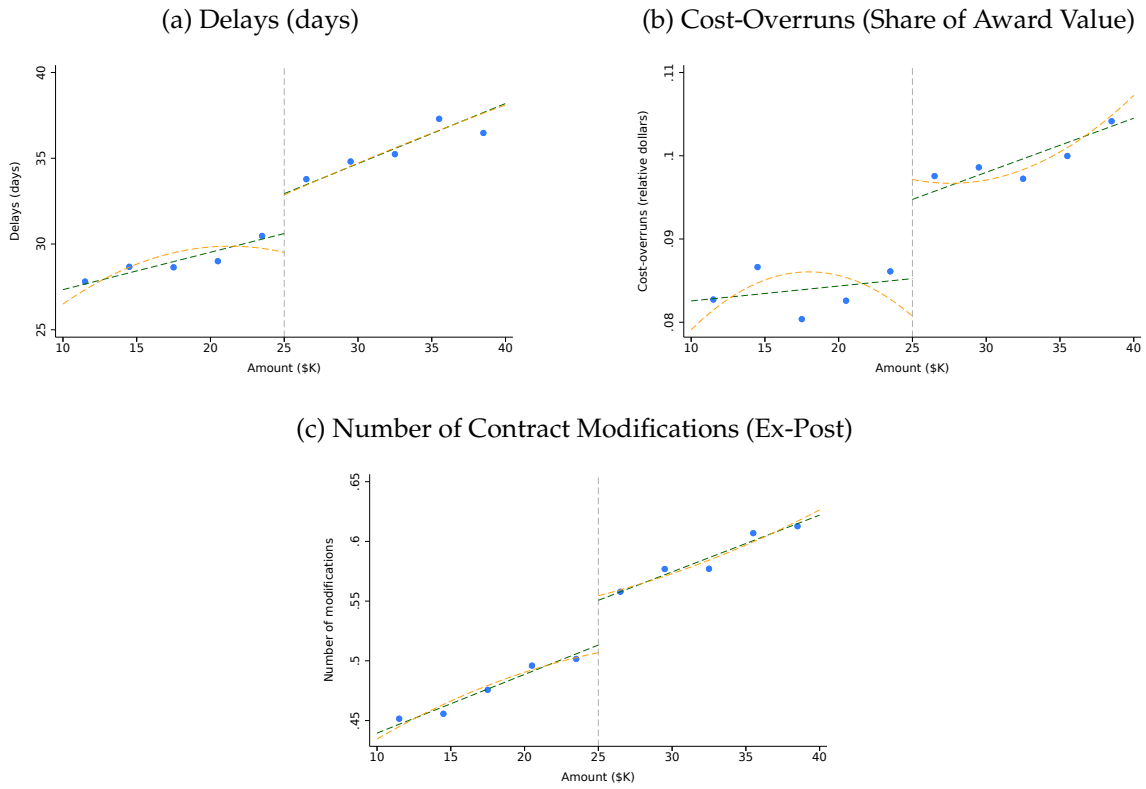 (a) Delays (days)
(b) Cost-Overruns (Share of Award Value)
40
35
30
25
Delays (days)
10 15 20 25 30 35 40
Amount ($K)
.11
.1
.09
.08
Cost-overruns (relative dollars)
10 15 20 25 30 35 40
Amount ($K)
(c) Number of Contract Modifications (Ex-Post)
.65
.6
.55
.5
.45
Number of modifications
10 15 20 25 30 35 40
Amount ($K)